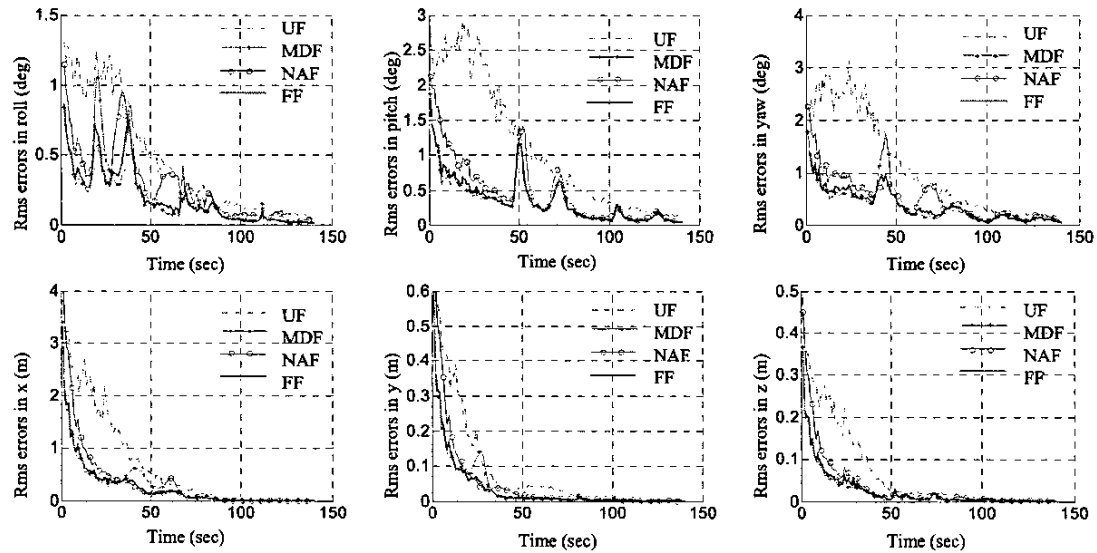 Rms errors in roll (deg)
1.5
1
0.5
0
0
50
100
150
Time (sec)
UF
MDF
NAF
FF
Rms errors in pitch (deg)
3
2.5
2
1.5
1
0.5
0
0
50
100
150
Time (sec)
UF
MDF
NAF
FF
Rms errors in yaw (deg)
4
3
2
1
0
0
50
100
150
Time (sec)
UF
MDF
NAF
FF
Rms errors in x (m)
4
3
2
1
0
0
50
100
150
Time (sec)
UF
MDF
NAF
FF
Rms errors in y (m)
0.6
0.5
0.4
0.3
0.2
0.1
0
0
50
100
150
Time (sec)
UF
MDF
NAF
FF
Rms errors in z (m)
0.5
0.4
0.3
0.2
0.1
0
0
50
100
150
Time (sec)
UF
MDF
NAF
FF